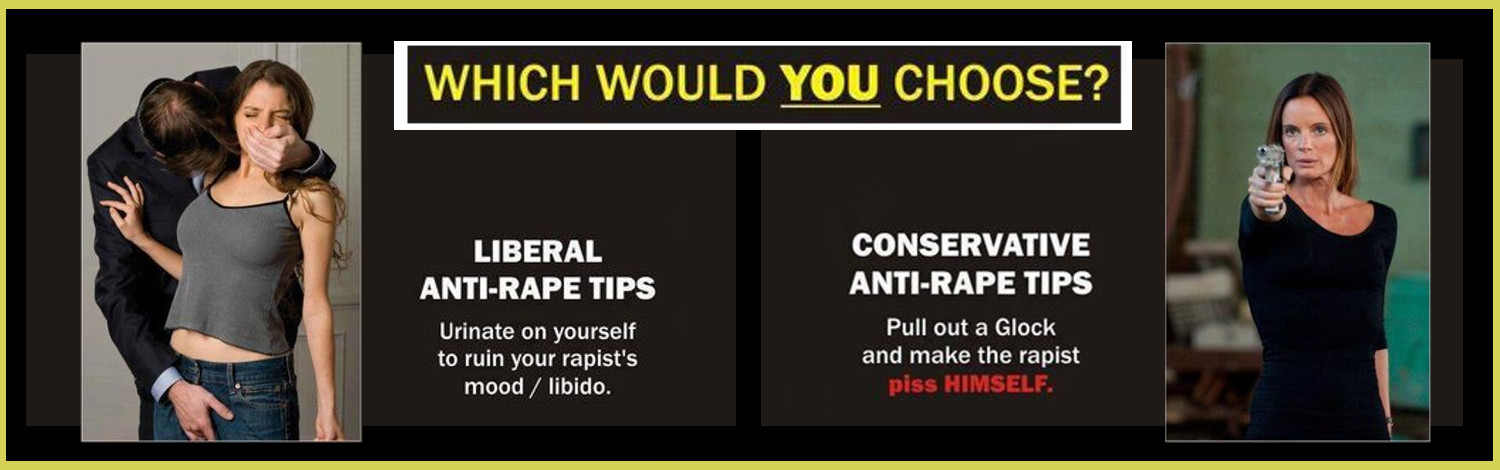 WHICH WOULD YOU CHOOSE?
LIBERAL
ANTI-RAPE TIPS
Urinate on yourself
to ruin your rapist's
mood / libido.
CONSERVATIVE
ANTI-RAPE TIPS
Pull out a Glock
and make the rapist
piss HIMSELF.